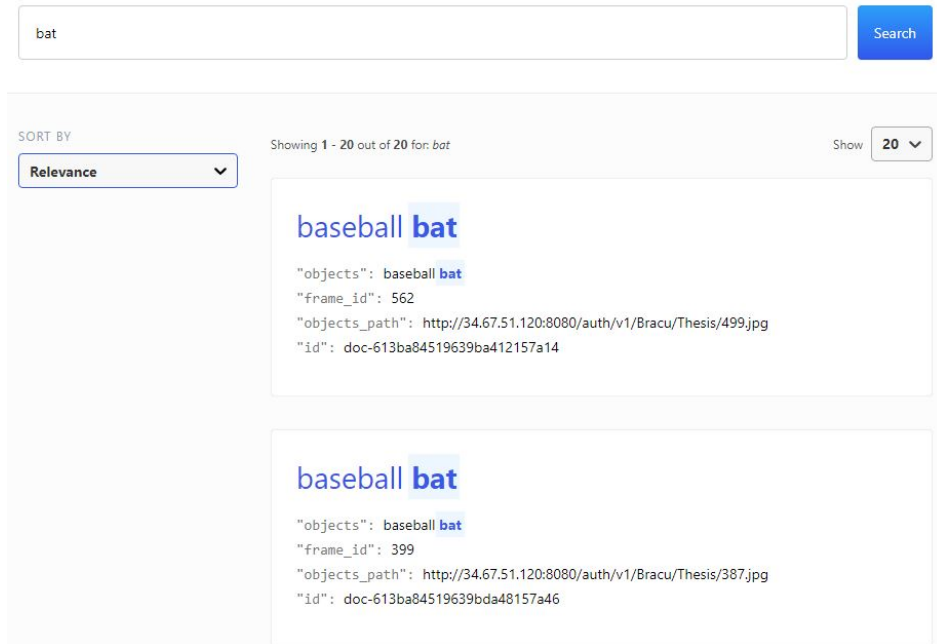 bat
Search
SORT BY
Relevance
Showing 1 - 20 out of 20 for: bat
Show 20
baseball bat
"objects": baseball bat
"frame_id": 562
"objects_path": http://34.67.51.120:8080/auth/v1/Bracu/Thesis/499.jpg
"id": doc-613ba84519639ba412157a14
baseball bat
"objects": baseball bat
"frame_id": 399
"objects_path": http://34.67.51.120:8080/auth/v1/Bracu/Thesis/387.jpg
"id": doc-613ba84519639bda48157a46